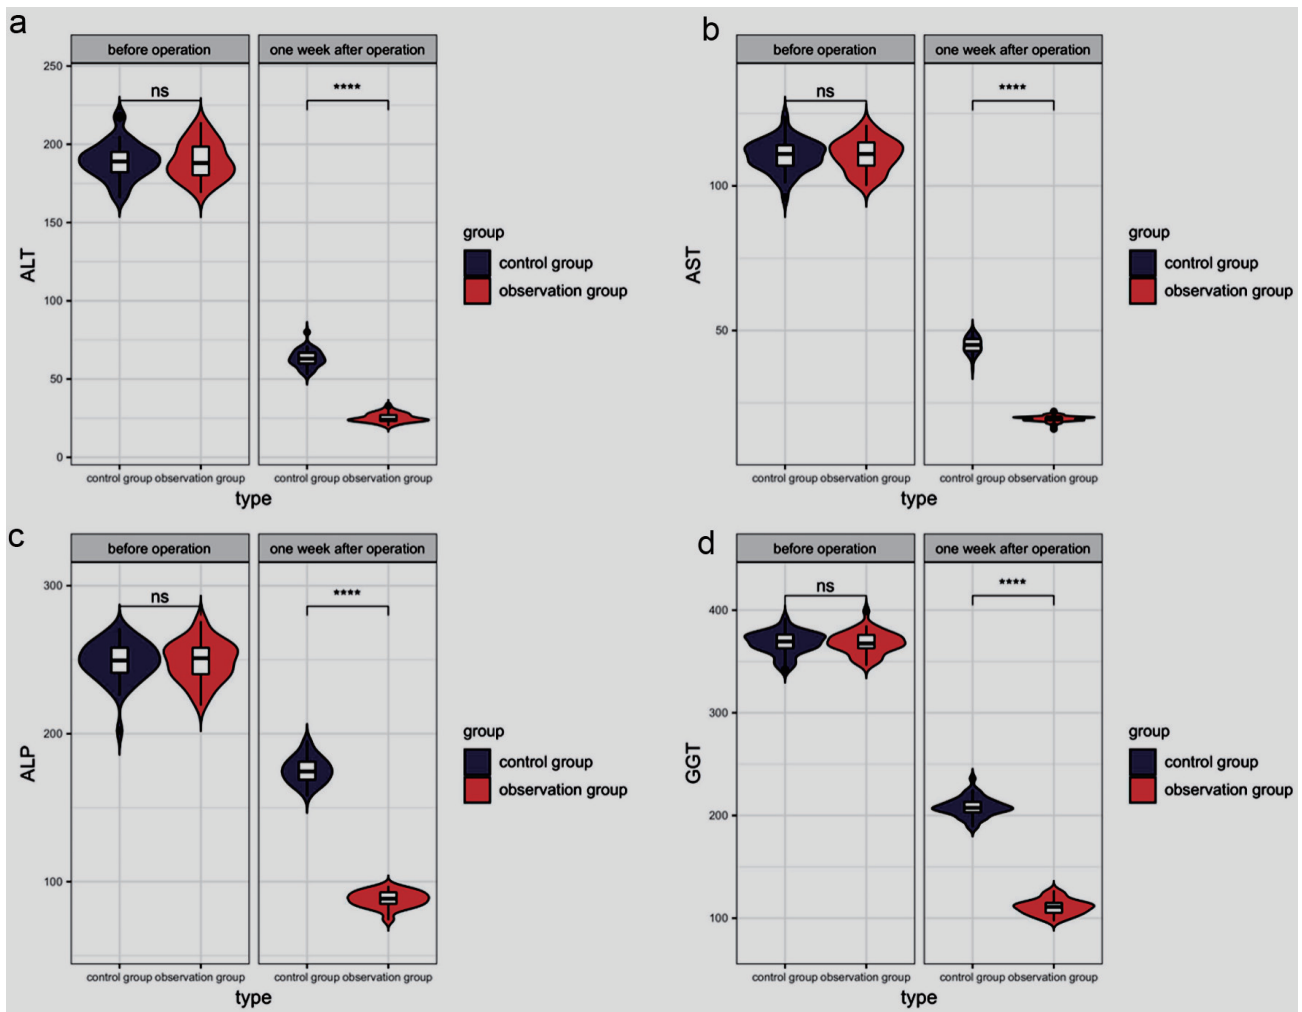 a
before operation
one week after operation
250
200
150
100
50
0
ALT
ns
****
control group observation group
control group observation group
type
group
control group
observation group
b
before operation
one week after operation
100
50
AST
ns
****
control group observation group
control group observation group
type
group
control group
observation group
c
before operation
one week after operation
300
200
100
ALP
ns
****
control group observation group
control group observation group
type
group
control group
observation group
d
before operation
one week after operation
400
300
200
100
GGT
ns
****
control group observation group
control group observation group
type
group
control group
observation group